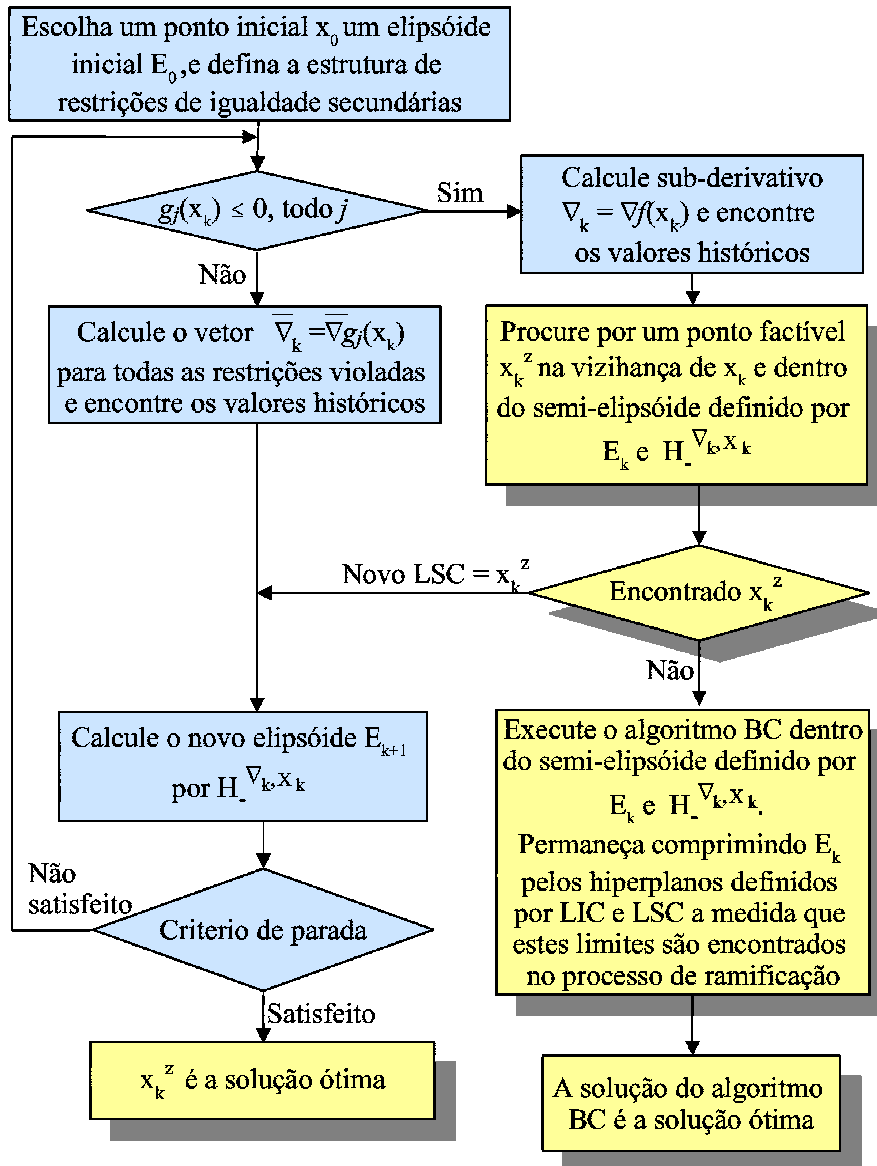 Escolha um ponto inicial x₀ um elipsóide
inicial E₀,e defina a estrutura de
restrições de igualdade secundárias
gⱼ(xₖ) ≤ 0, todo j
Sim
Não
Calcule sub-derivativo
∇ₖ = ∇f(xₖ) e encontre
os valores históricos
Calcule o vetor ∇̅ₖ =∇̅gⱼ(xₖ)
para todas as restrições violadas
e encontre os valores históricos
Procure por um ponto factível
xₖᶻ na vizihança de xₖ e dentro
do semi-elipsóide definido por
Eₖ e H₋^∇ₖ,xₖ
Novo LSC = xₖᶻ
Encontrado xₖᶻ
Não
Calcule o novo elipsóide Eₖ₊₁
por H₋^∇ₖ,xₖ
Execute o algoritmo BC dentro
do semi-elipsóide definido por
Eₖ e H₋^∇ₖ,xₖ.
Permaneça comprimindo Eₖ
pelos hiperplanos definidos
por LIC e LSC a medida que
estes limites são encontrados
no processo de ramificação
Não
satisfeito
Criterio de parada
Satisfeito
xₖᶻ é a solução ótima
A solução do algoritmo
BC é a solução ótima